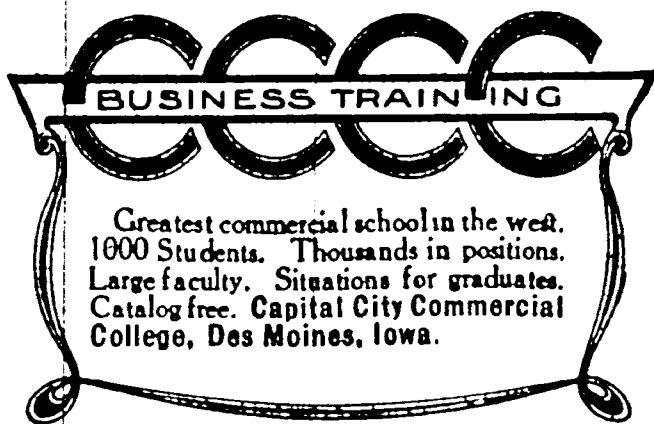 CCCC
BUSINESS TRAINING
Greatest commercial school in the west.
1000 Students. Thousands in positions.
Large faculty. Situations for graduates.
Catalog free. Capital City Commercial
College, Des Moines, Iowa.